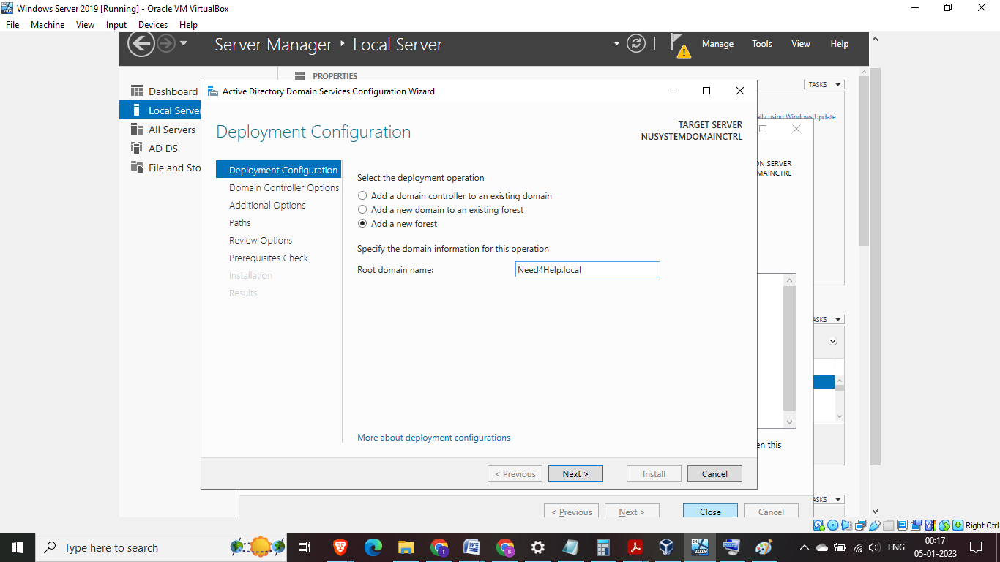 Windows Server 2019 [Running] - Oracle VM VirtualBox
File Machine View Input Devices Help
Server Manager ‣ Local Server
Manage Tools View Help
PROPERTIES
TASKS
Dashboard
Local Server
All Servers
AD DS
File and Sto
ally using Windows Update
ON SERVER
MAINCTRL
TASKS
en this
TASKS
< Previous Next > Close Cancel
Active Directory Domain Services Configuration Wizard
Deployment Configuration
TARGET SERVER
NUSYSTEMDOMAINCTRL
Deployment Configuration
Domain Controller Options
Additional Options
Paths
Review Options
Prerequisites Check
Installation
Results
Select the deployment operation
Add a domain controller to an existing domain
Add a new domain to an existing forest
Add a new forest
Specify the domain information for this operation
Root domain name: Need4Help.local
More about deployment configurations
< Previous Next > Install Cancel
Right Ctrl
Type here to search
2019
ENG
00:17
05-01-2023